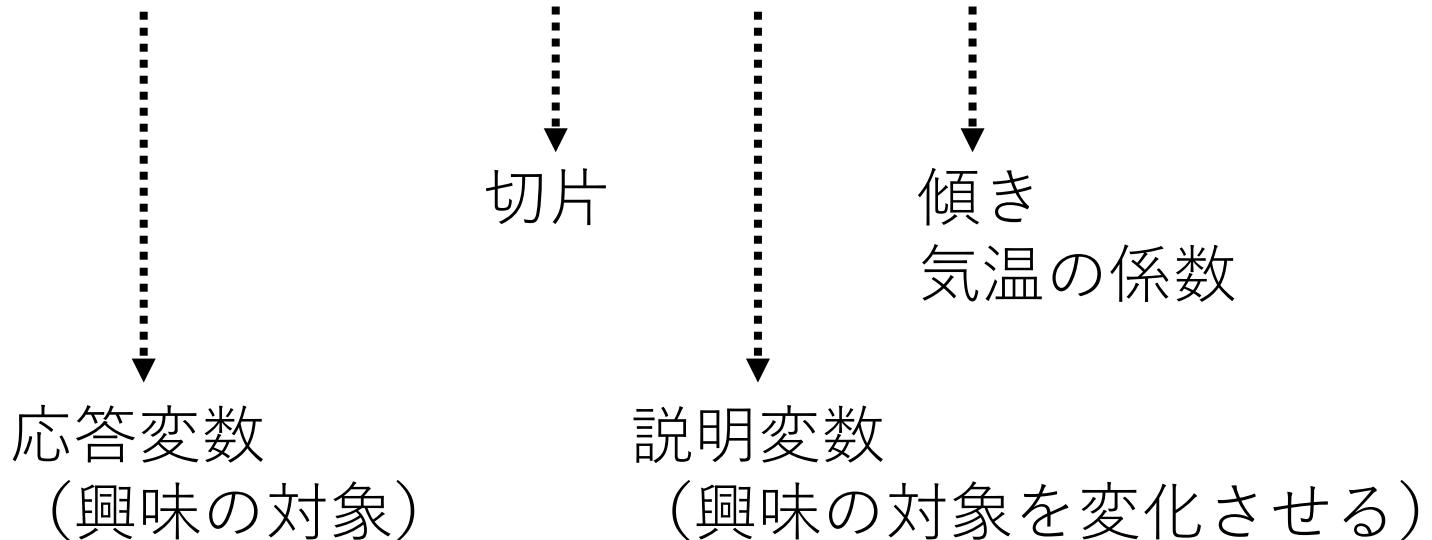 切片
傾き
気温の係数
応答変数
（興味の対象）
説明変数
（興味の対象を変化させる）